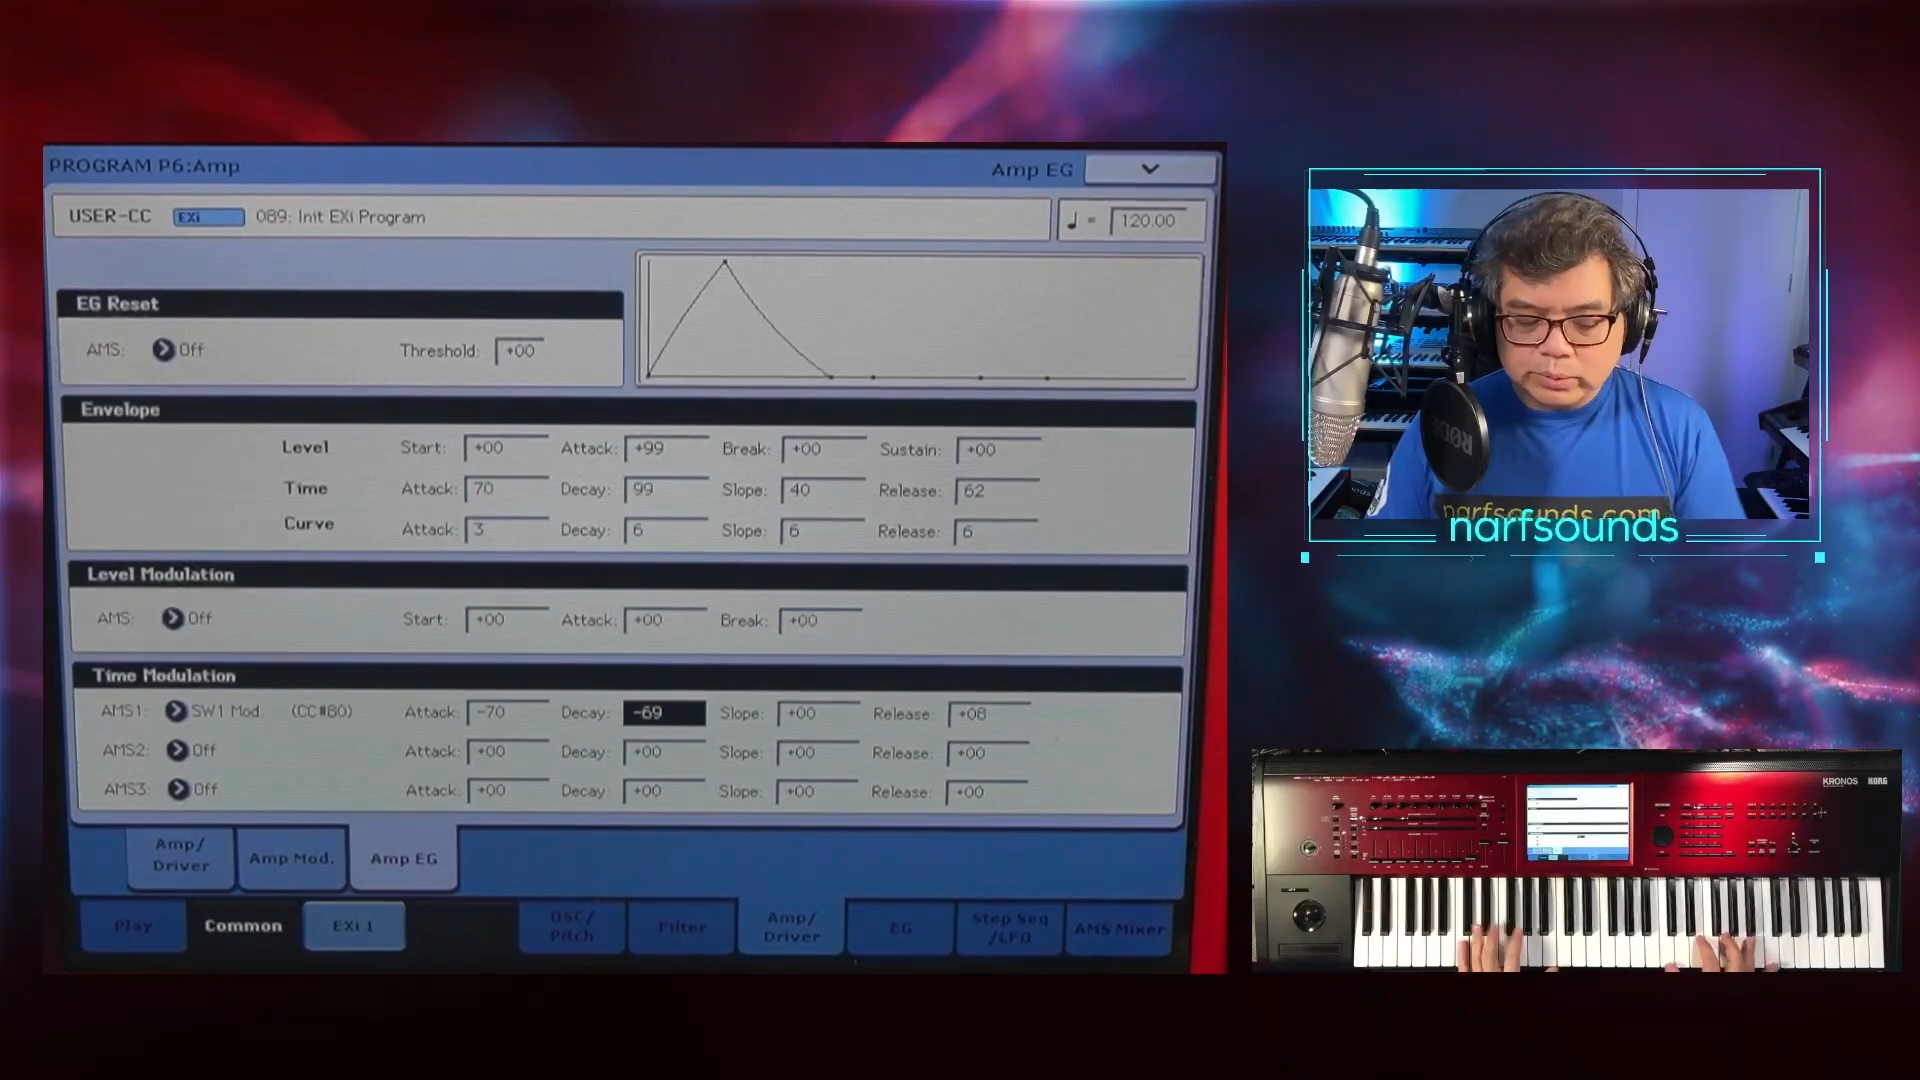 PROGRAM P6:Amp Amp EG
USER-CC EXi 089: Init EXi Program ♩ = 120.00
EG Reset
AMS: Off Threshold: +00
Envelope
Level Start: +00 Attack: +99 Break: +00 Sustain: +00
Time Attack: 70 Decay: 99 Slope: 40 Release: 62
Curve Attack: 3 Decay: 6 Slope: 6 Release: 6
Level Modulation
AMS: Off Start: +00 Attack: +00 Break: +00
Time Modulation
AMS1: SW1 Mod. (CC#80) Attack: -70 Decay: -69 Slope: +00 Release: +08
AMS2: Off Attack: +00 Decay: +00 Slope: +00 Release: +00
AMS3: Off Attack: +00 Decay: +00 Slope: +00 Release: +00
Amp/
Driver Amp Mod. Amp EG
Play Common EXi 1 OSC/
Pitch Filter Amp/
Driver EG Step Seq
/LFO AMS Mixer
RØDE
narfsounds.com
narfsounds
KRONOS KORG